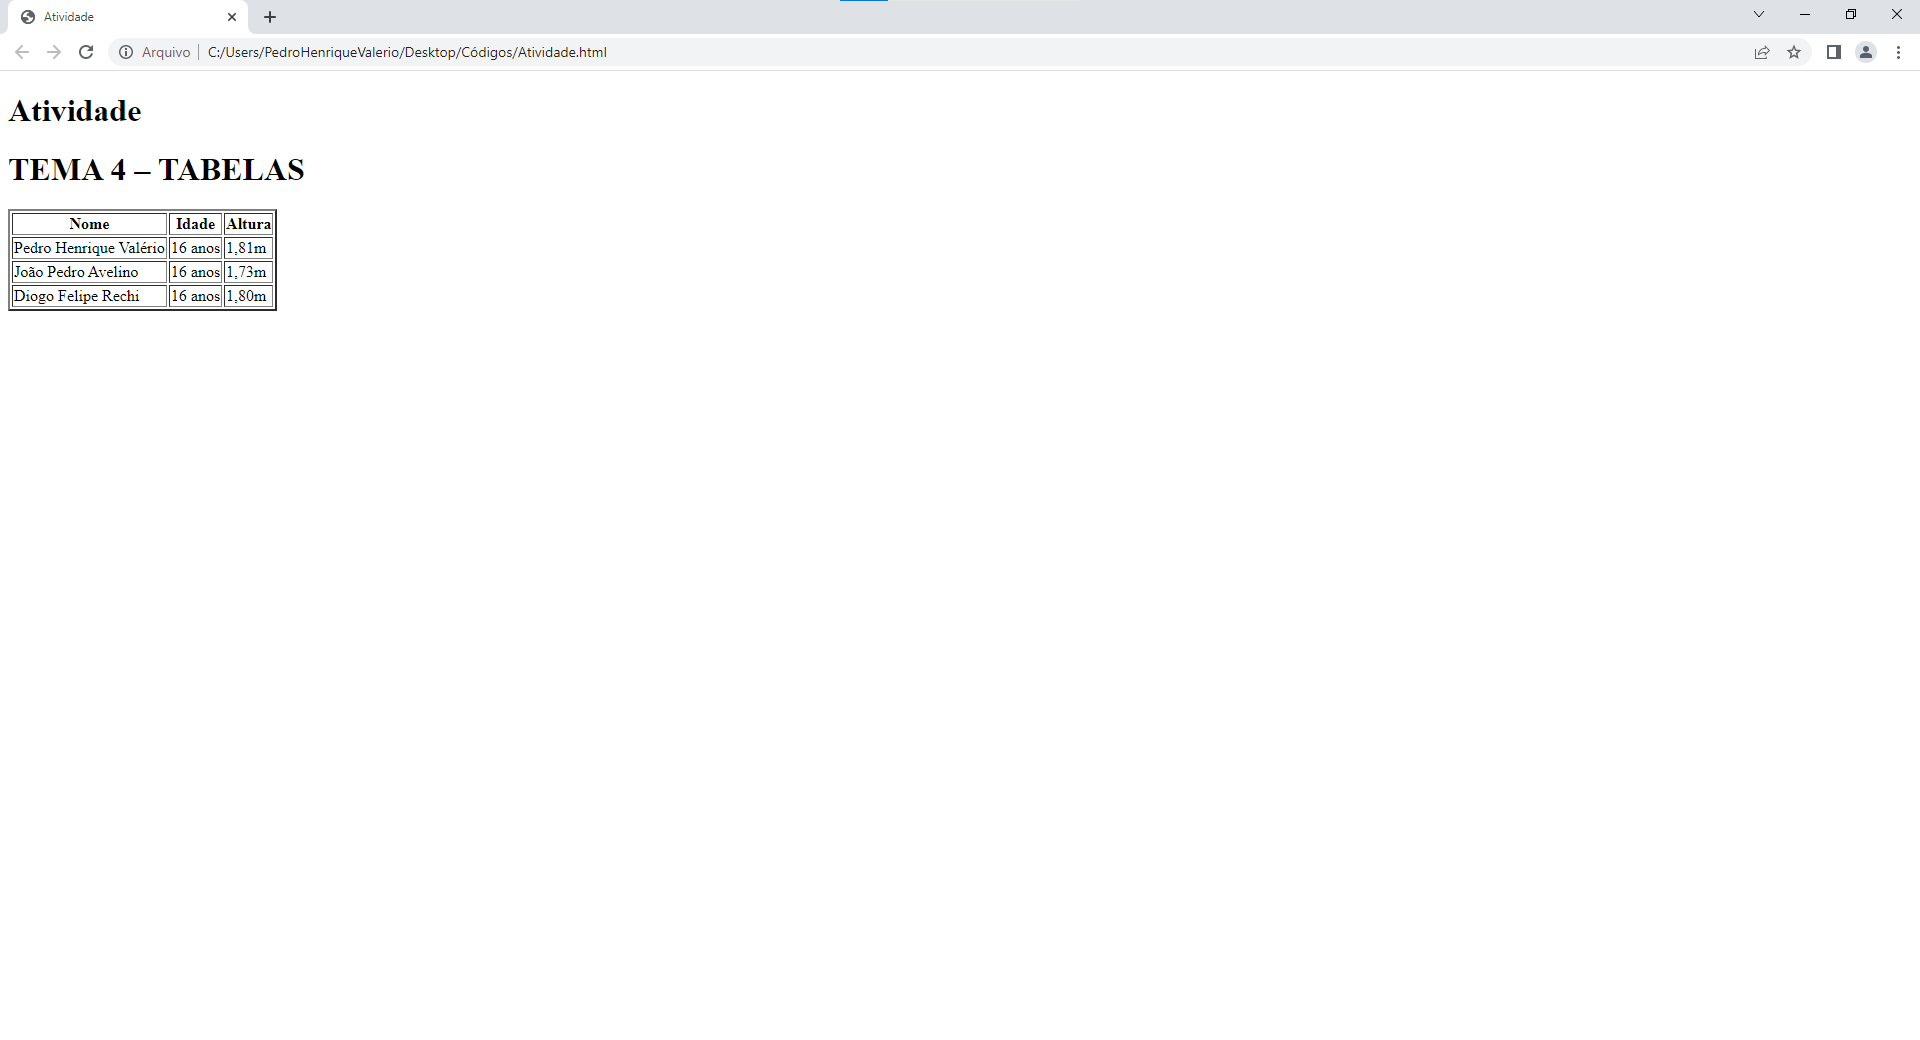 Atividade
Arquivo C:/Users/PedroHenriqueValerio/Desktop/Códigos/Atividade.html
Atividade
TEMA 4 – TABELAS
Nome Idade Altura
Pedro Henrique Valério 16 anos 1,81m
João Pedro Avelino 16 anos 1,73m
Diogo Felipe Rechi 16 anos 1,80m